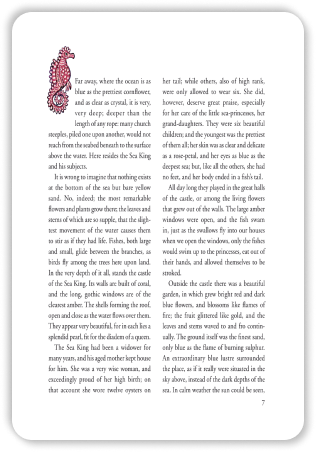 Far away, where the ocean is as
blue as the prettiest cornflower,
and as clear as crystal, it is very,
very deep; deeper than the
length of any rope: many church
steeples, piled one upon another, would not
reach from the seabed beneath to the surface
above the water. Here resides the Sea King
and his subjects.
It is wrong to imagine that nothing exists
at the bottom of the sea but bare yellow
sand. No, indeed; the most remarkable
flowers and plants grow there; the leaves and
stems of which are so supple, that the sligh-
test movement of the water causes them
to stir as if they had life. Fishes, both large
and small, glide between the branches, as
birds fly among the trees here upon land.
In the very depth of it all, stands the castle
of the Sea King. Its walls are built of coral,
and the long, gothic windows are of the
clearest amber. The shells forming the roof,
open and close as the water flows over them.
They appear very beautiful, for in each lies a
splendid pearl, fit for the diadem of a queen.
The Sea King had been a widower for
many years, and his aged mother kept house
for him. She was a very wise woman, and
exceedingly proud of her high birth; on
that account she wore twelve oysters on
her tail; while others, also of high rank,
were only allowed to wear six. She did,
however, deserve great praise, especially
for her care of the little sea-princesses, her
grand-daughters. They were six beautiful
children; and the youngest was the prettiest
of them all; her skin was as clear and delicate
as a rose-petal, and her eyes as blue as the
deepest sea; but, like all the others, she had
no feet, and her body ended in a fish's tail.
All day long they played in the great halls
of the castle, or among the living flowers
that grew out of the walls. The large amber
windows were open, and the fish swam
in, just as the swallows fly into our houses
when we open the windows, only the fishes
would swim up to the princesses, eat out of
their hands, and allowed themselves to be
stroked.
Outside the castle there was a beautiful
garden, in which grew bright red and dark
blue flowers, and blossoms like flames of
fire; the fruit glittered like gold, and the
leaves and stems waved to and fro contin-
ually. The ground itself was the finest sand,
only blue as the flame of burning sulphur.
An extraordinary blue lustre surrounded
the place, as if it really were situated in the
sky above, instead of the dark depths of the
sea. In calm weather the sun could be seen,
7